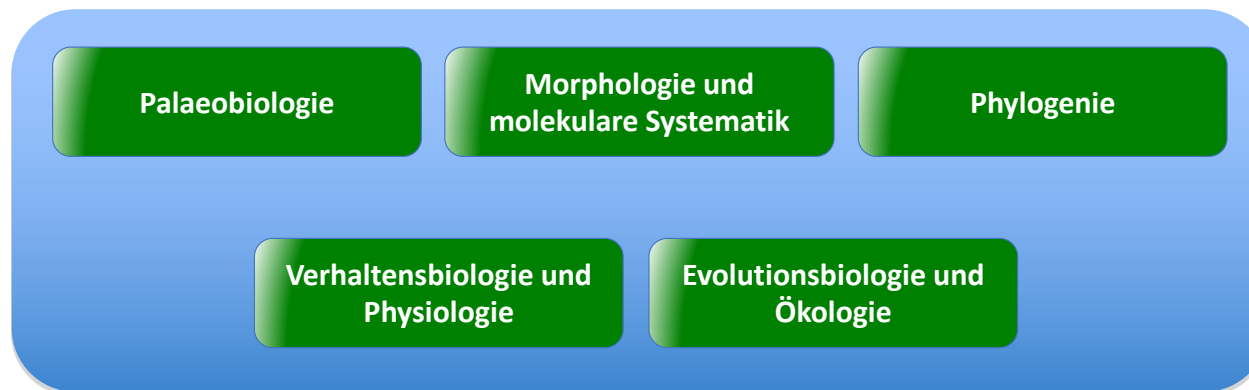 Palaeobiologie
Morphologie und
molekulare Systematik
Phylogenie
Verhaltensbiologie und
Physiologie
Evolutionsbiologie und
Ökologie